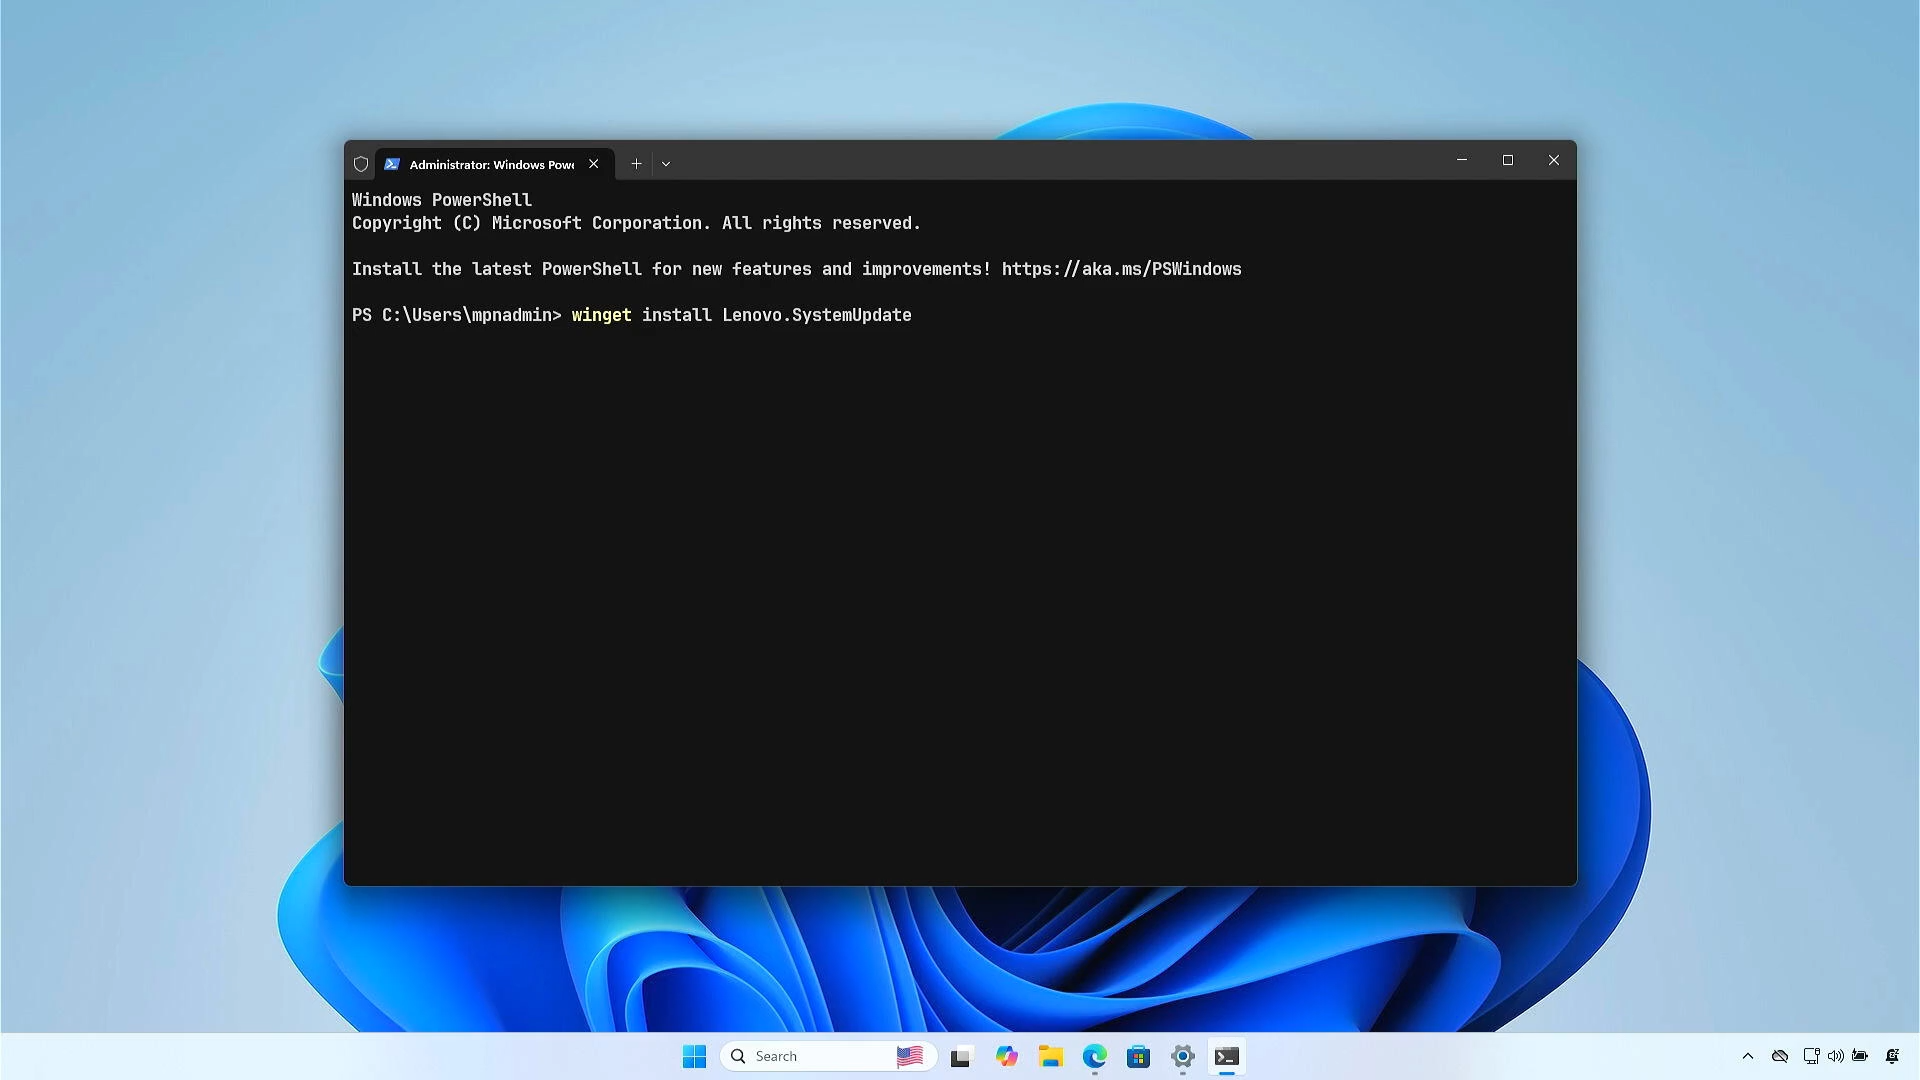 Administrator: Windows Powe
Windows PowerShell
Copyright (C) Microsoft Corporation. All rights reserved.
Install the latest PowerShell for new features and improvements! https://aka.ms/PSWindows
PS C:\Users\mpnadmin> winget install Lenovo.SystemUpdate
Search